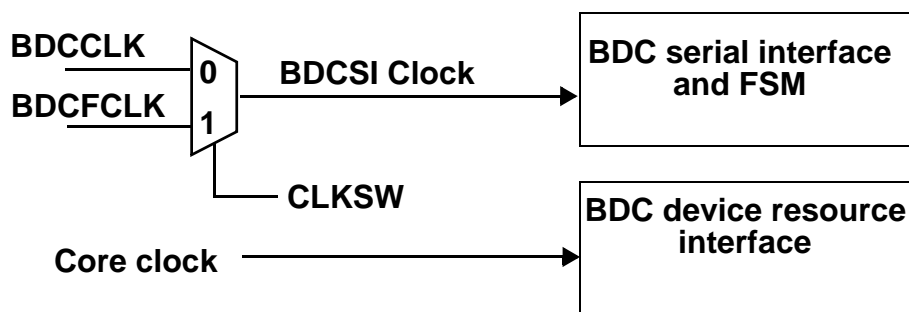 BDCCLK
0
BDCSI Clock
BDC serial interface
and FSM
BDCFCLK
1
CLKSW
BDC device resource
interface
Core clock